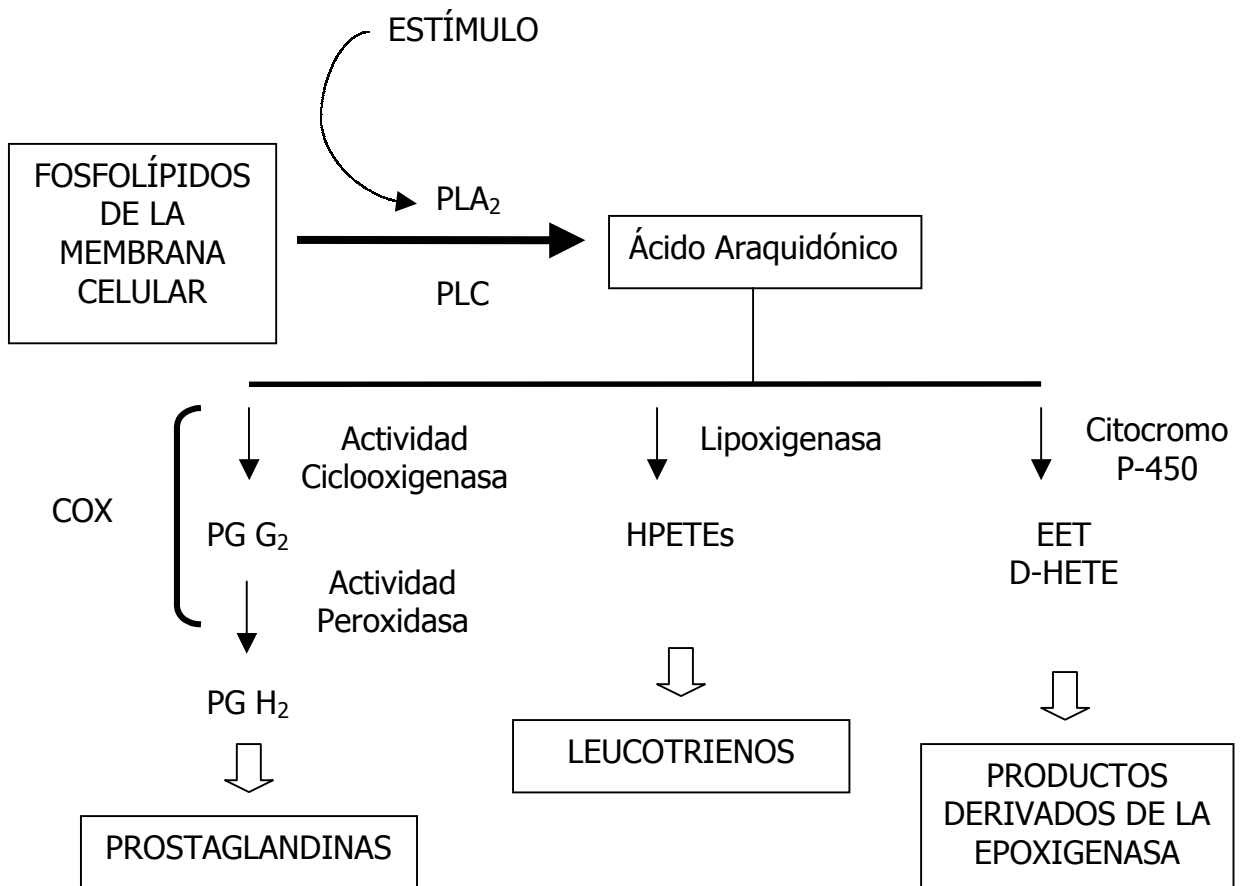 ESTÍMULO
FOSFOLÍPIDOS
DE LA
MEMBRANA
CELULAR
PLA₂
PLC
Ácido Araquidónico
COX
Actividad
Ciclooxigenasa
PG G₂
Actividad
Peroxidasa
PG H₂
PROSTAGLANDINAS
Lipoxigenasa
HPETEs
LEUCOTRIENOS
Citocromo
P-450
EET
D-HETE
PRODUCTOS
DERIVADOS DE LA
EPOXIGENASA